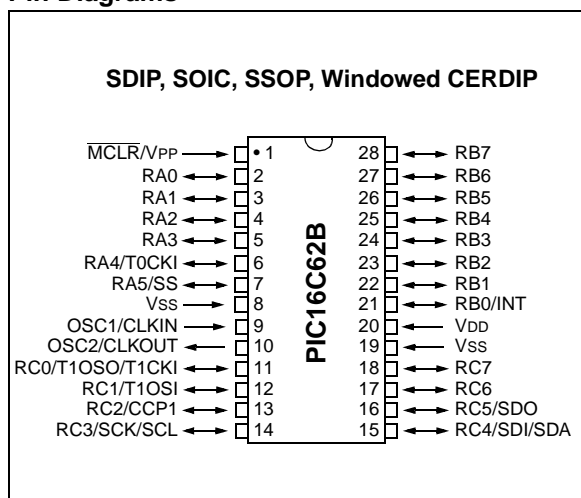 Pin Diagrams
SDIP, SOIC, SSOP, Windowed CERDIP
MCLR/VPP • 1 28 RB7
RA0 2 27 RB6
RA1 3 26 RB5
RA2 4 25 RB4
RA3 5 24 RB3
RA4/T0CKI 6 23 RB2
RA5/SS 7 22 RB1
VSS 8 21 RB0/INT
OSC1/CLKIN 9 20 VDD
OSC2/CLKOUT 10 19 VSS
RC0/T1OSO/T1CKI 11 18 RC7
RC1/T1OSI 12 17 RC6
RC2/CCP1 13 16 RC5/SDO
RC3/SCK/SCL 14 15 RC4/SDI/SDA
PIC16C62B